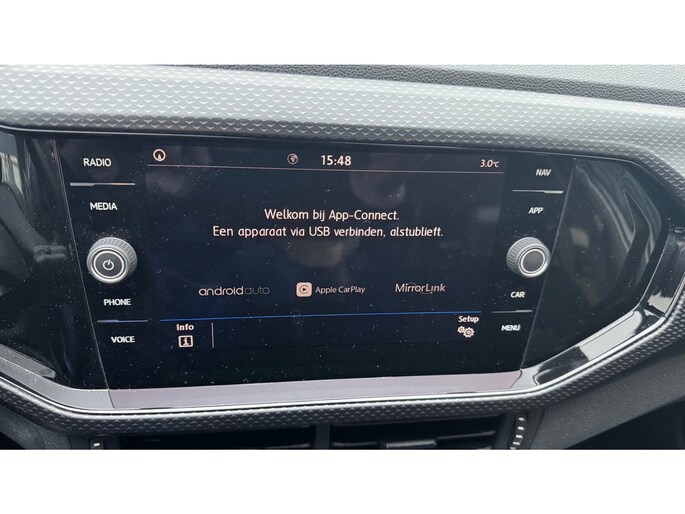 RADIO
15:48
3.0°C
NAV
MEDIA
APP
Welkom bij App-Connect.
Een apparaat via USB verbinden, alstublieft.
androidauto
Apple CarPlay
MirrorLink
PHONE
CAR
VOICE
Info
Setup
MENU